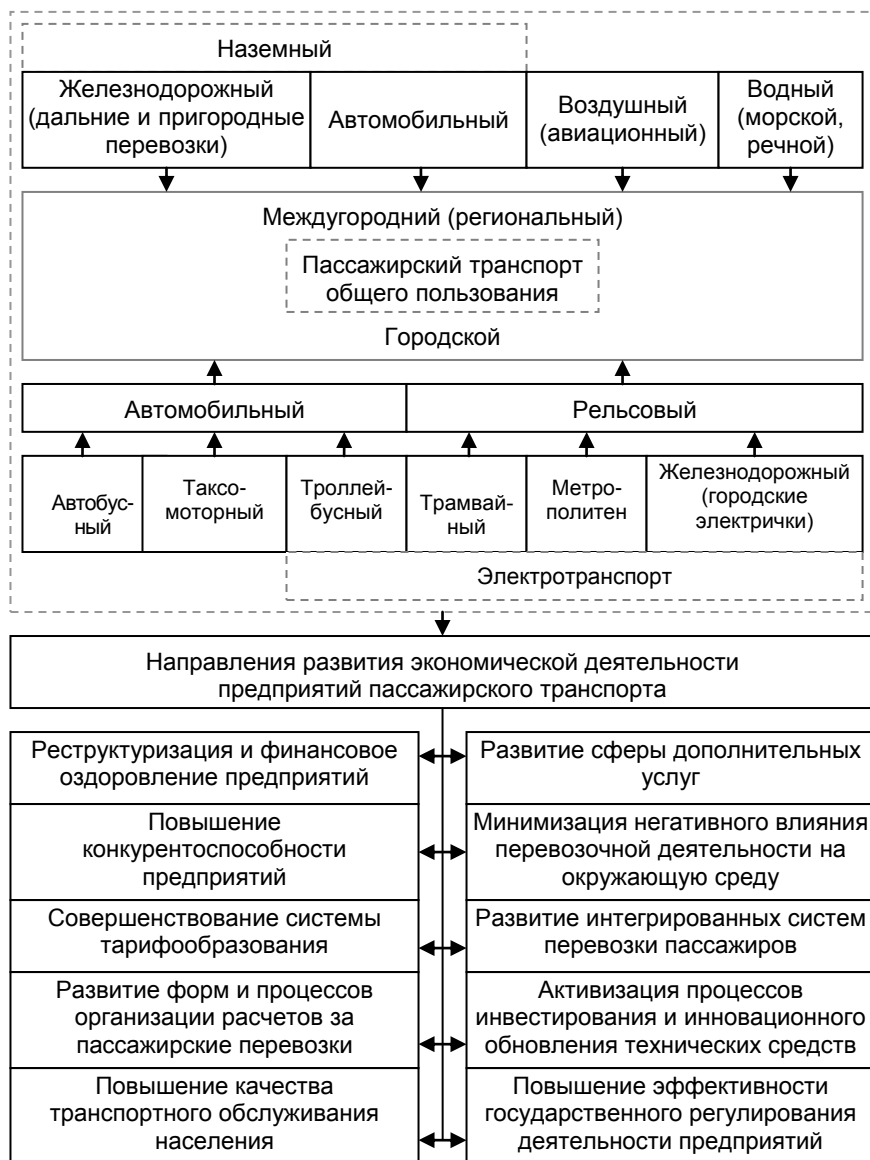 Наземный
Железнодорожный
(дальние и пригородные
перевозки)
Автомобильный
Воздушный
(авиационный)
Водный
(морской,
речной)
Междугородний (региональный)
Пассажирский транспорт
общего пользования
Городской
Автомобильный
Рельсовый
Автобус-
ный
Таксо-
моторный
Троллей-
бусный
Трамвай-
ный
Метро-
политен
Железнодорожный
(городские
электрички)
Электротранспорт
Направления развития экономической деятельности
предприятий пассажирского транспорта
Реструктуризация и финансовое
оздоровление предприятий
Развитие сферы дополнительных
услуг
Повышение
конкурентоспособности
предприятий
Минимизация негативного влияния
перевозочной деятельности на
окружающую среду
Совершенствование системы
тарифообразования
Развитие интегрированных систем
перевозки пассажиров
Развитие форм и процессов
организации расчетов за
пассажирские перевозки
Активизация процессов
инвестирования и инновационного
обновления технических средств
Повышение качества
транспортного обслуживания
населения
Повышение эффективности
государственного регулирования
деятельности предприятий